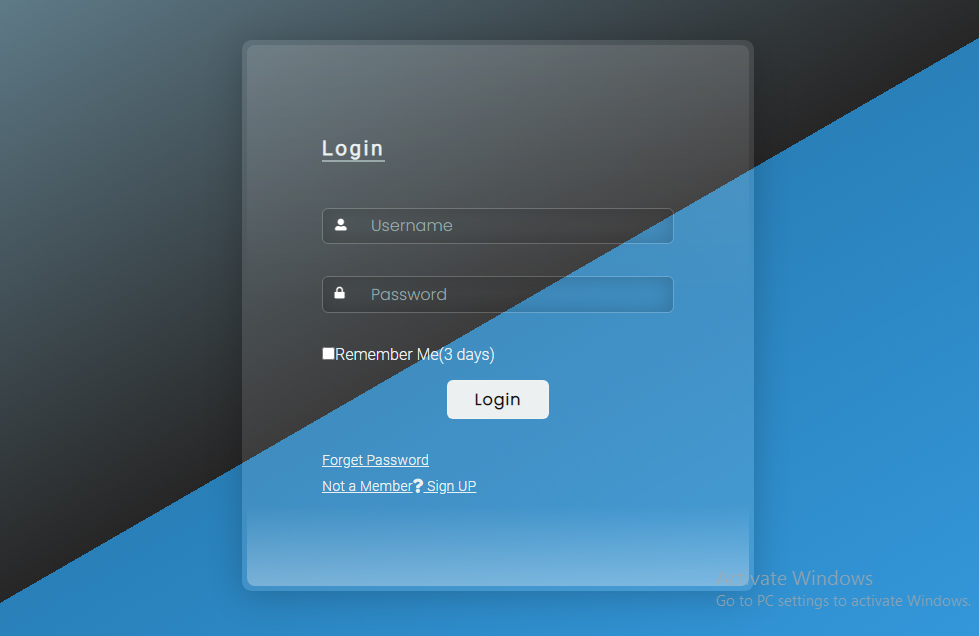 Login
Username
Password
Remember Me(3 days)
Login
Forget Password
Not a Member? Sign UP
Activate Windows
Go to PC settings to activate Windows.